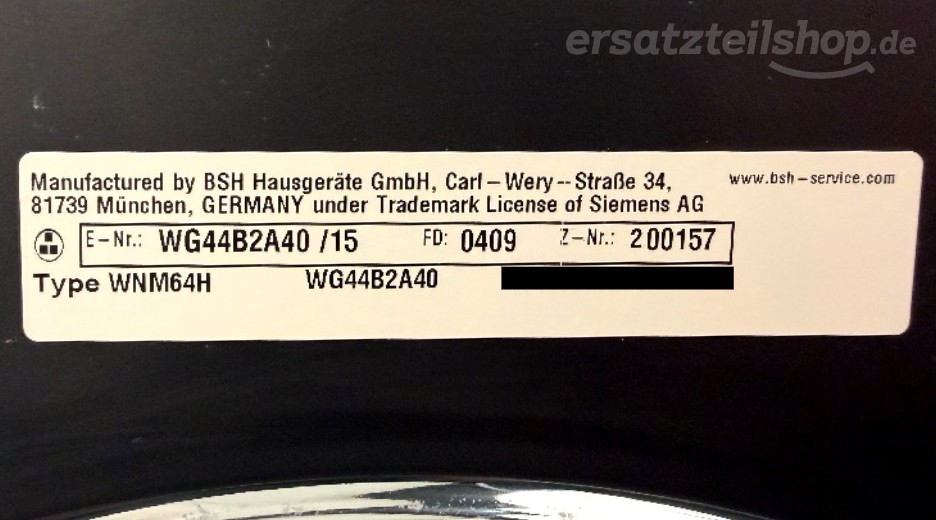 ersatzteilshop.de
Manufactured by BSH Hausgeräte GmbH, Carl-Wery--Straße 34,
www.bsh-service.com
81739 München, GERMANY under Trademark License of Siemens AG
E-Nr.: WG44B2A40 /15 FD: 0409 Z-Nr.: 200157
Type WNM64H WG44B2A40